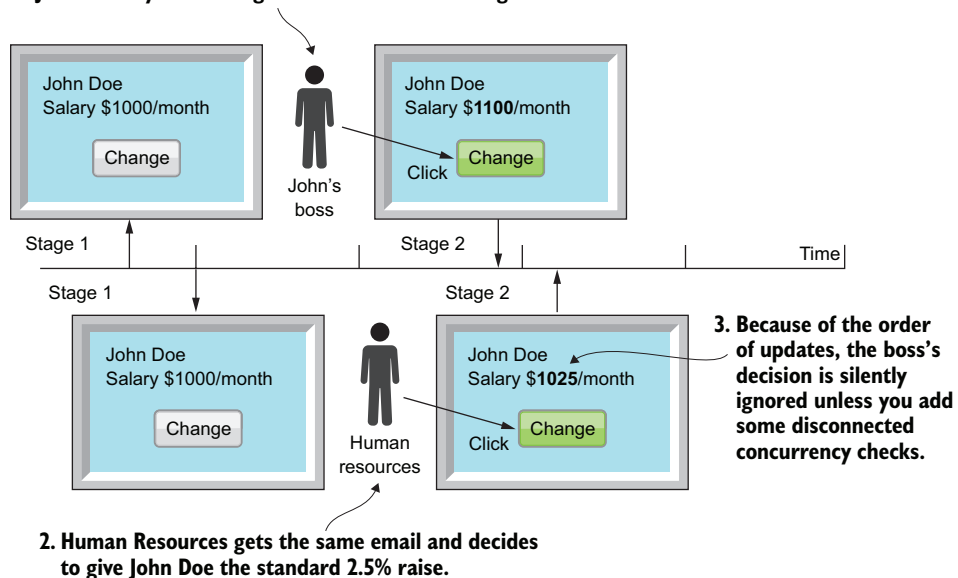 John Doe
Salary $1000/month
Change
John's
boss
John Doe
Salary $1100/month
Change
Click
Stage 1
Stage 2
Time
Stage 1
Stage 2
John Doe
Salary $1000/month
Change
Human
resources
John Doe
Salary $1025/month
Change
Click
3. Because of the order
of updates, the boss's
decision is silently
ignored unless you add
some disconnected
concurrency checks.
2. Human Resources gets the same email and decides
to give John Doe the standard 2.5% raise.